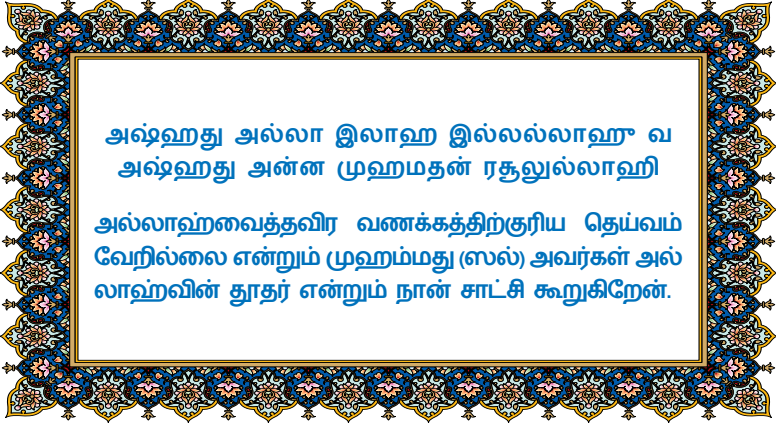 அஷ்ஹது அல்லா இலாஹ இல்லல்லாஹு வ
அஷ்ஹது அன்ன முஹமதன் ரசூலுல்லாஹி
அல்லாஹ்வைத்தவிர வணக்கத்திற்குரிய தெய்வம்
வேறில்லை என்றும் முஹம்மது (ஸல்) அவர்கள் அல்
லாஹ்வின் தூதர் என்றும் நான் சாட்சி கூறுகிறேன்.